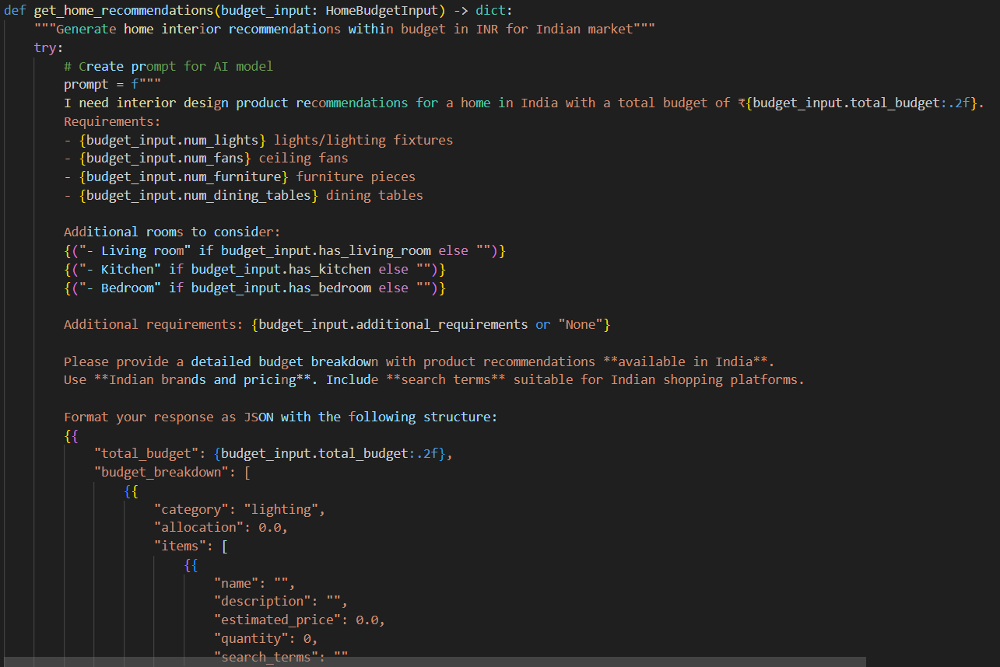 def get_home_recommendations(budget_input: HomeBudgetInput) -> dict:
    """Generate home interior recommendations within budget in INR for Indian market"""
    try:
        # Create prompt for AI model
        prompt = f"""
        I need interior design product recommendations for a home in India with a total budget of ₹{budget_input.total_budget:.2f}.
        Requirements:
        - {budget_input.num_lights} lights/lighting fixtures
        - {budget_input.num_fans} ceiling fans
        - {budget_input.num_furniture} furniture pieces
        - {budget_input.num_dining_tables} dining tables

        Additional rooms to consider:
        {("- Living room" if budget_input.has_living_room else "")}
        {("- Kitchen" if budget_input.has_kitchen else "")}
        {("- Bedroom" if budget_input.has_bedroom else "")}

        Additional requirements: {budget_input.additional_requirements or "None"}

        Please provide a detailed budget breakdown with product recommendations **available in India**.
        Use **Indian brands and pricing**. Include **search terms** suitable for Indian shopping platforms.

        Format your response as JSON with the following structure:
        {{
            "total_budget": {budget_input.total_budget:.2f},
            "budget_breakdown": [
                {{
                    "category": "lighting",
                    "allocation": 0.0,
                    "items": [
                        {{
                            "name": "",
                            "description": "",
                            "estimated_price": 0.0,
                            "quantity": 0,
                            "search_terms": ""